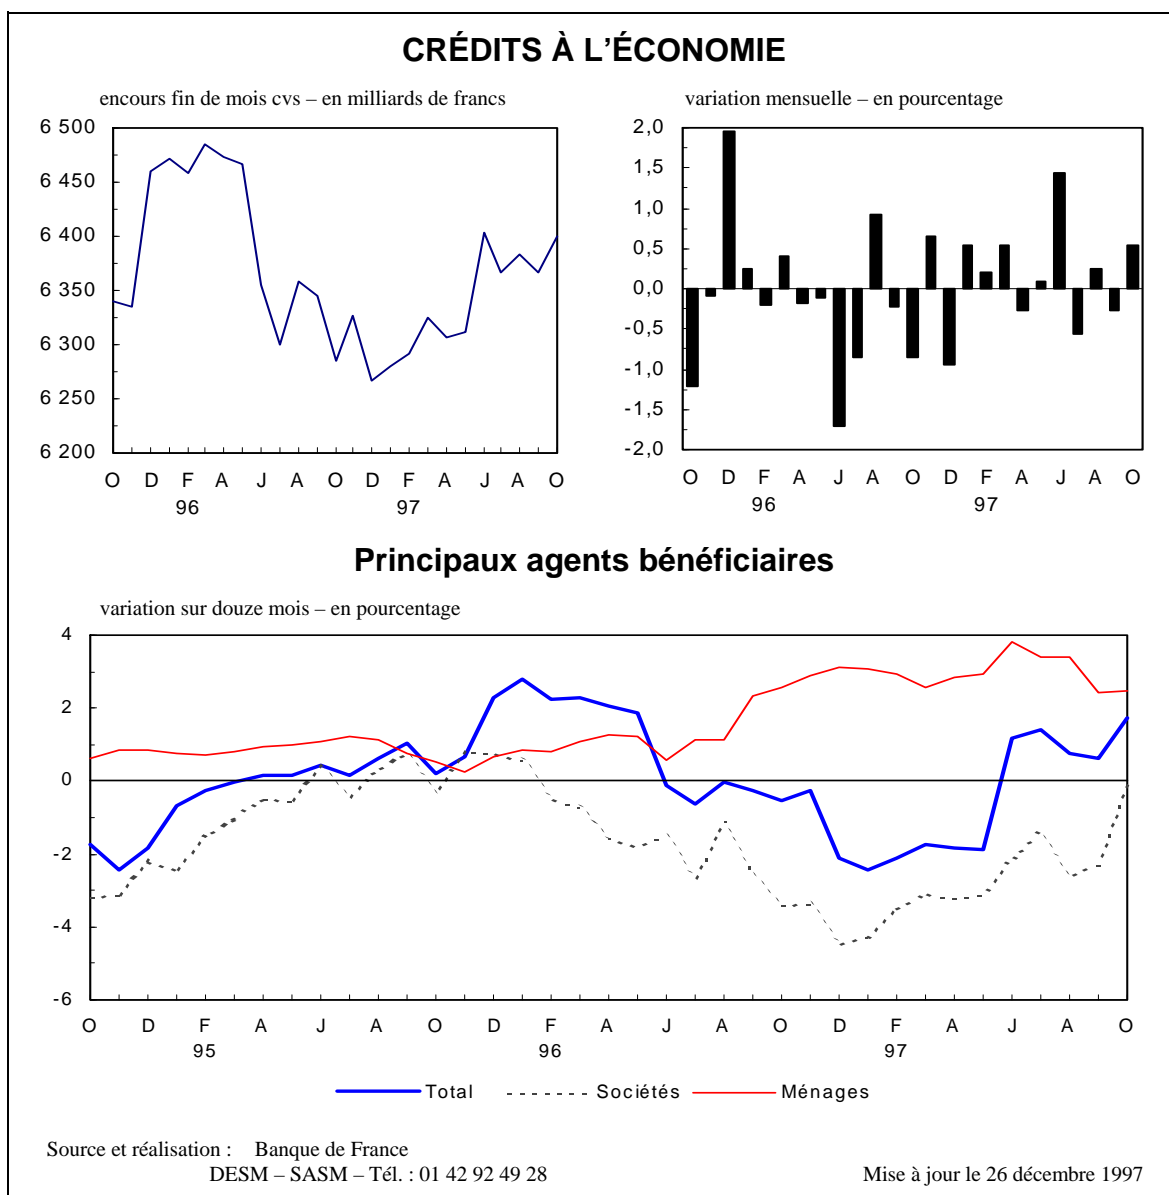 CRÉDITS À L'ÉCONOMIE
encours fin de mois cvs – en milliards de francs
6 500
6 450
6 400
6 350
6 300
6 250
6 200
O D F A J A O D F A J A O
96 97
variation mensuelle – en pourcentage
2,0
1,5
1,0
0,5
0,0
-0,5
-1,0
-1,5
-2,0
O D F A J A O D F A J A O
96 97
Principaux agents bénéficiaires
variation sur douze mois – en pourcentage
4
2
0
-2
-4
-6
O D F A J A O D F A J A O D F A J A O
95 96 97
Total Sociétés Ménages
Source et réalisation : Banque de France
DESM – SASM – Tél. : 01 42 92 49 28 Mise à jour le 26 décembre 1997